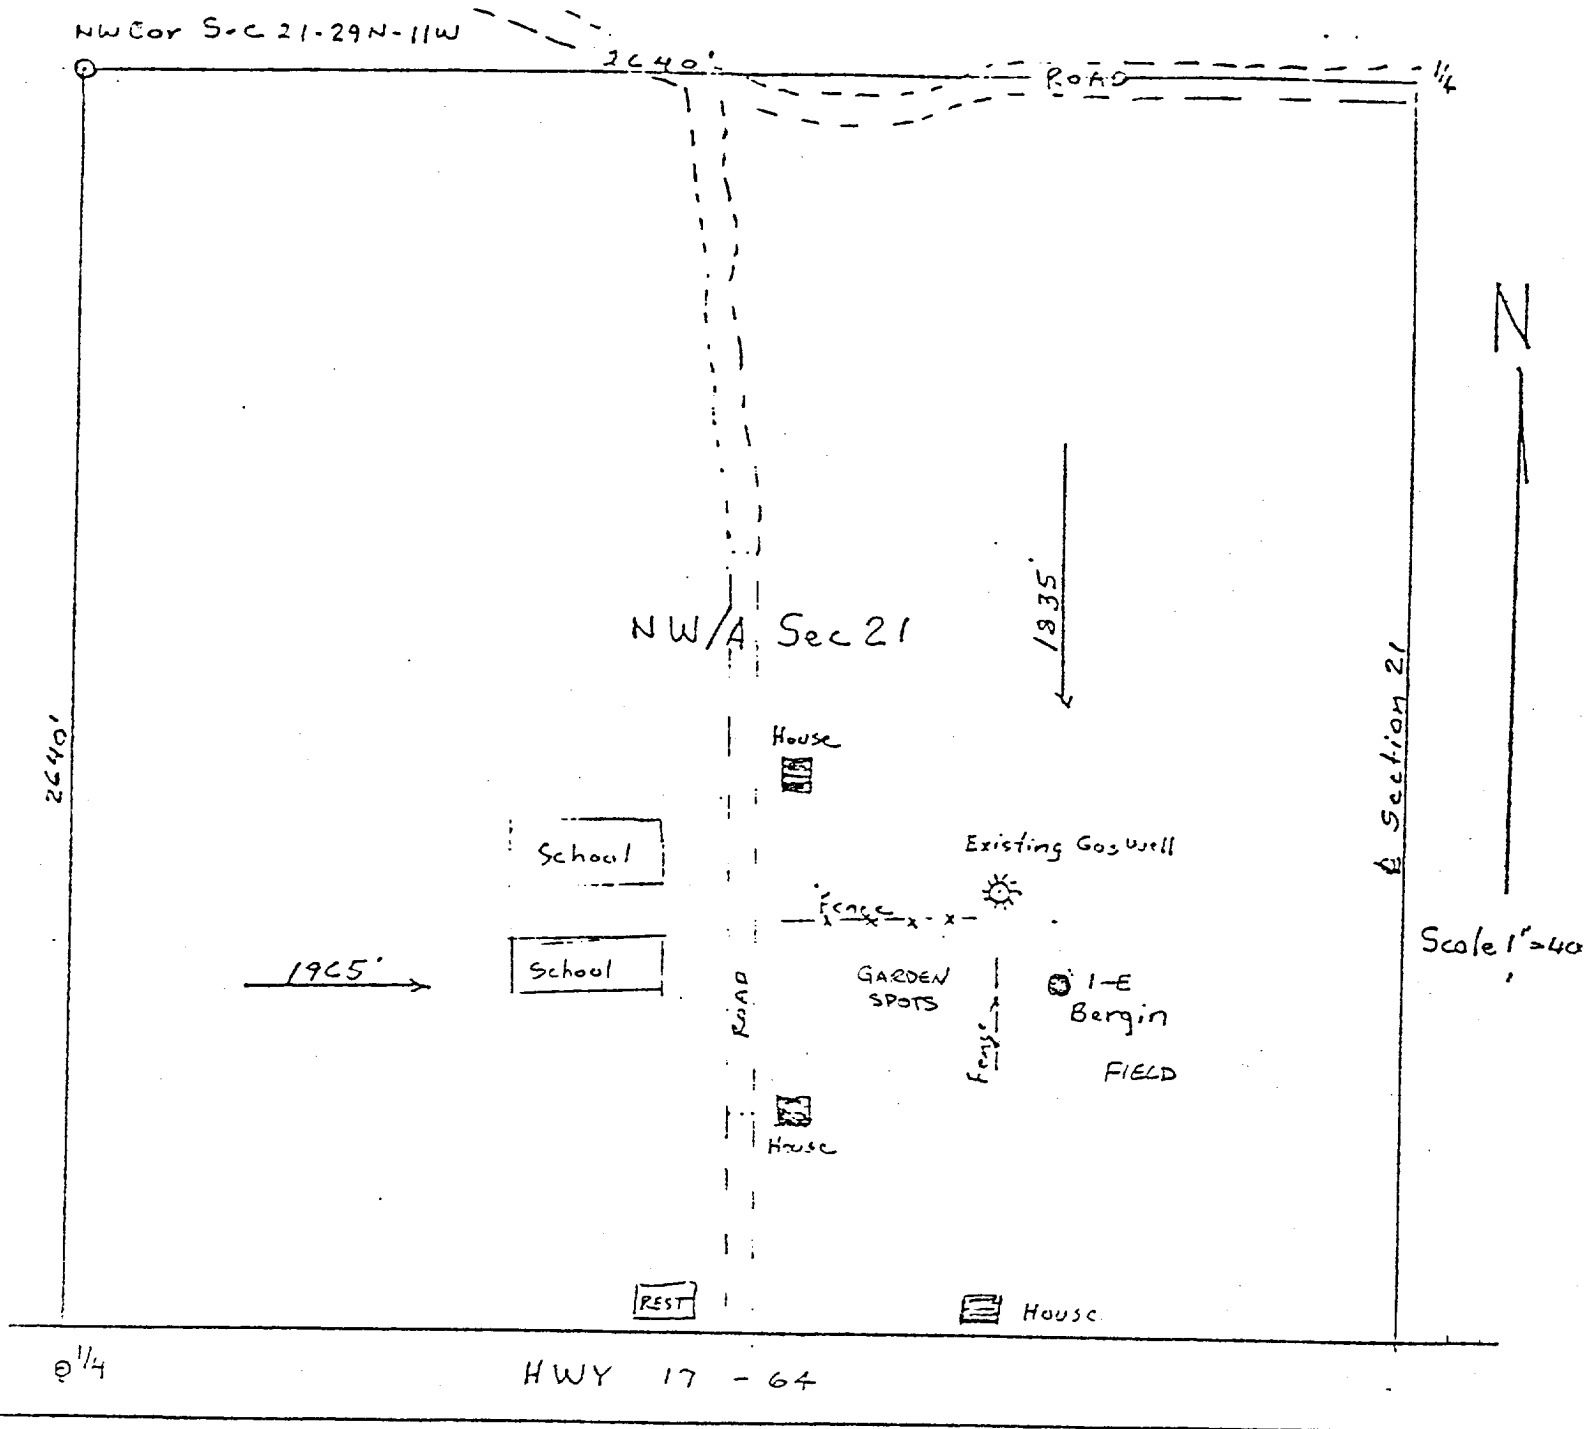 NW Cor Sec 21-29N-11W
2640'
ROAD
1/4
N
1835'
NW/A Sec 21
2640'
House
℄ Section 21
School
Existing Gas Well
Fence
Scale 1"=40
1965'
School
GARDEN
SPOTS
1-E
Bergin
ROAD
Fence
FIELD
House
REST
House
1/4
HWY 17 - 64